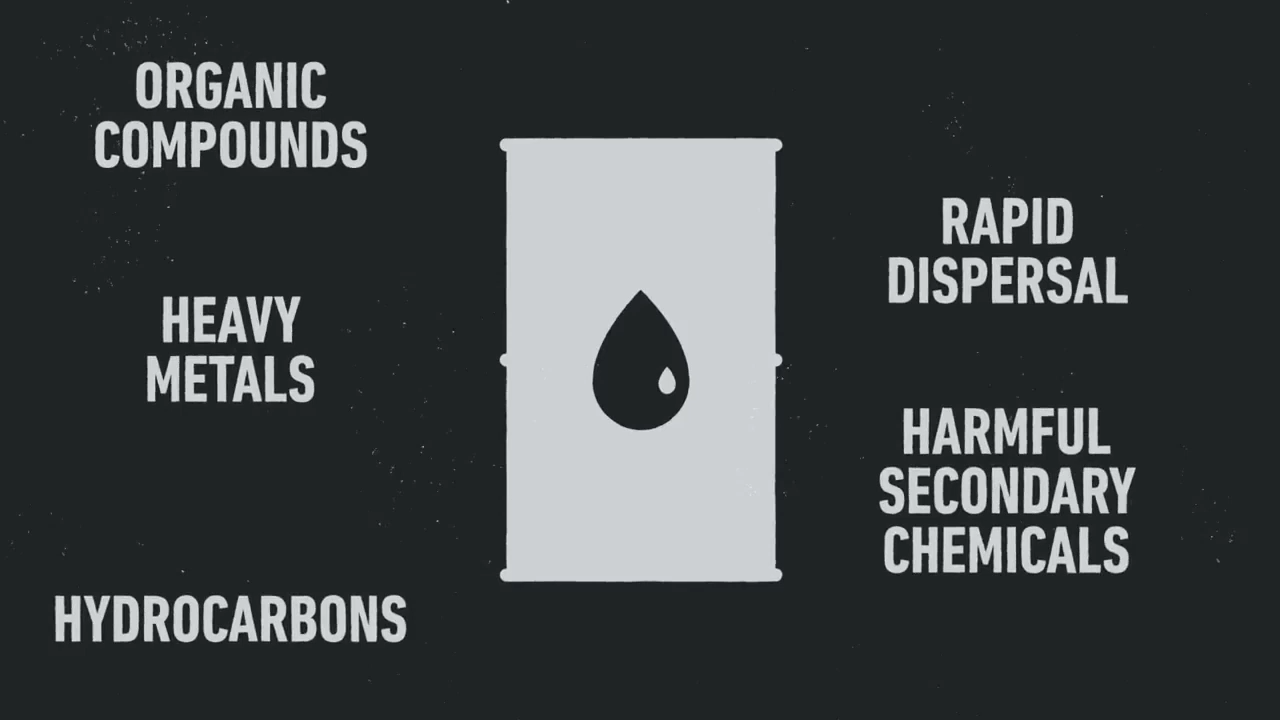 ORGANIC
COMPOUNDS
HEAVY
METALS
HYDROCARBONS
RAPID
DISPERSAL
HARMFUL
SECONDARY
CHEMICALS